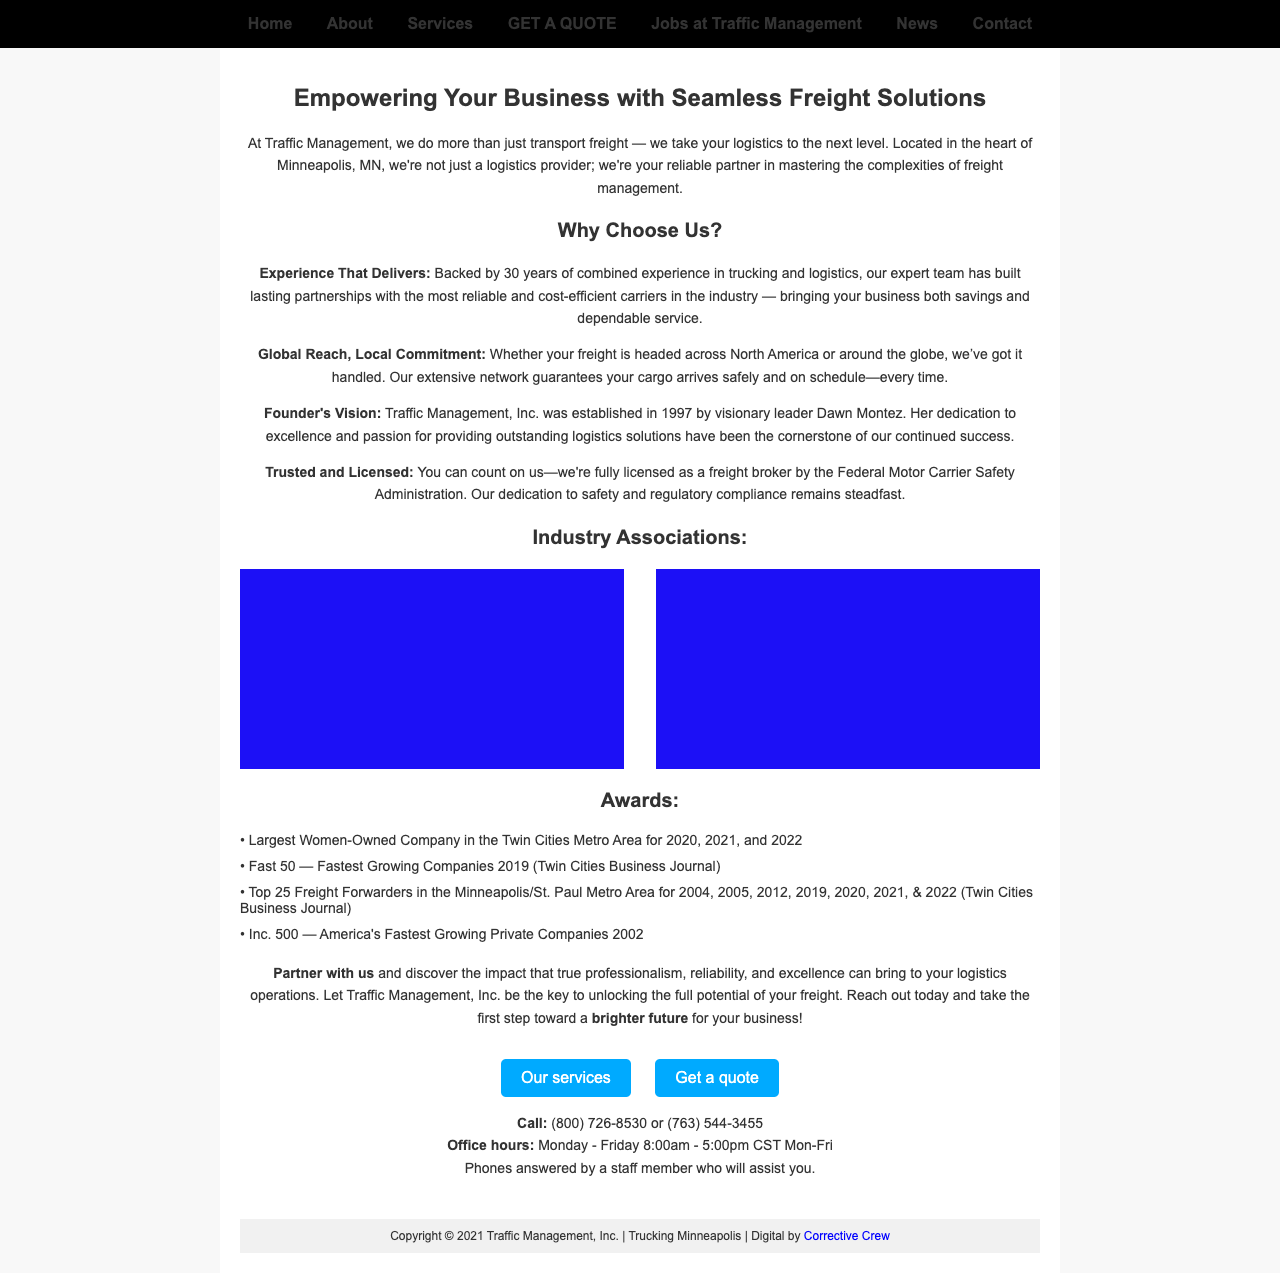 Home About Services GET A QUOTE Jobs at Traffic Management News Contact
Empowering Your Business with Seamless Freight Solutions
At Traffic Management, we do more than just transport freight — we take your logistics to the next level. Located in the heart of
Minneapolis, MN, we're not just a logistics provider; we're your reliable partner in mastering the complexities of freight
management.
Why Choose Us?
Experience That Delivers: Backed by 30 years of combined experience in trucking and logistics, our expert team has built
lasting partnerships with the most reliable and cost-efficient carriers in the industry — bringing your business both savings and
dependable service.
Global Reach, Local Commitment: Whether your freight is headed across North America or around the globe, we’ve got it
handled. Our extensive network guarantees your cargo arrives safely and on schedule—every time.
Founder's Vision: Traffic Management, Inc. was established in 1997 by visionary leader Dawn Montez. Her dedication to
excellence and passion for providing outstanding logistics solutions have been the cornerstone of our continued success.
Trusted and Licensed: You can count on us—we're fully licensed as a freight broker by the Federal Motor Carrier Safety
Administration. Our dedication to safety and regulatory compliance remains steadfast.
Industry Associations:
Awards:
• Largest Women-Owned Company in the Twin Cities Metro Area for 2020, 2021, and 2022
• Fast 50 — Fastest Growing Companies 2019 (Twin Cities Business Journal)
• Top 25 Freight Forwarders in the Minneapolis/St. Paul Metro Area for 2004, 2005, 2012, 2019, 2020, 2021, & 2022 (Twin Cities
Business Journal)
• Inc. 500 — America's Fastest Growing Private Companies 2002
Partner with us and discover the impact that true professionalism, reliability, and excellence can bring to your logistics
operations. Let Traffic Management, Inc. be the key to unlocking the full potential of your freight. Reach out today and take the
first step toward a brighter future for your business!
Our services Get a quote
Call: (800) 726-8530 or (763) 544-3455
Office hours: Monday - Friday 8:00am - 5:00pm CST Mon-Fri
Phones answered by a staff member who will assist you.
Copyright © 2021 Traffic Management, Inc. | Trucking Minneapolis | Digital by Corrective Crew